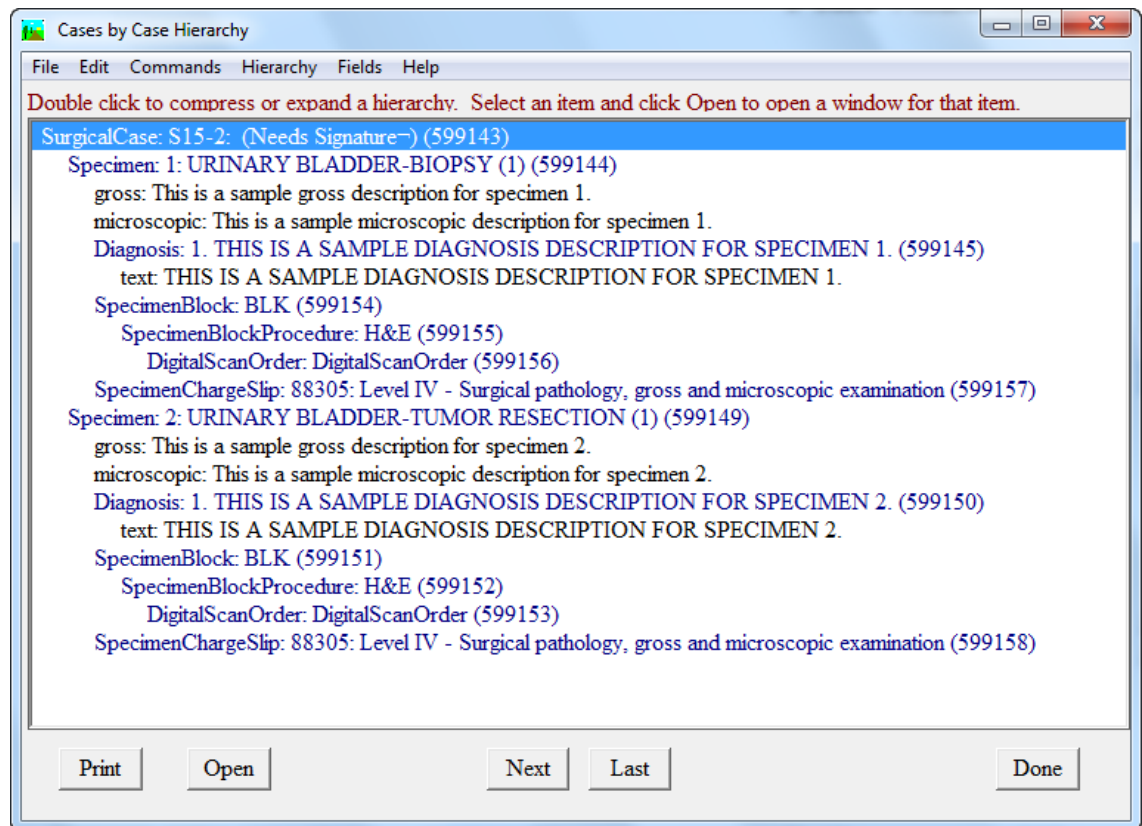 Cases by Case Hierarchy
File Edit Commands Hierarchy Fields Help
Double click to compress or expand a hierarchy. Select an item and click Open to open a window for that item.
SurgicalCase: S15-2: (Needs Signature¬) (599143)
Specimen: 1: URINARY BLADDER-BIOPSY (1) (599144)
gross: This is a sample gross description for specimen 1.
microscopic: This is a sample microscopic description for specimen 1.
Diagnosis: 1. THIS IS A SAMPLE DIAGNOSIS DESCRIPTION FOR SPECIMEN 1. (599145)
text: THIS IS A SAMPLE DIAGNOSIS DESCRIPTION FOR SPECIMEN 1.
SpecimenBlock: BLK (599154)
SpecimenBlockProcedure: H&E (599155)
DigitalScanOrder: DigitalScanOrder (599156)
SpecimenChargeSlip: 88305: Level IV - Surgical pathology, gross and microscopic examination (599157)
Specimen: 2: URINARY BLADDER-TUMOR RESECTION (1) (599149)
gross: This is a sample gross description for specimen 2.
microscopic: This is a sample microscopic description for specimen 2.
Diagnosis: 1. THIS IS A SAMPLE DIAGNOSIS DESCRIPTION FOR SPECIMEN 2. (599150)
text: THIS IS A SAMPLE DIAGNOSIS DESCRIPTION FOR SPECIMEN 2.
SpecimenBlock: BLK (599151)
SpecimenBlockProcedure: H&E (599152)
DigitalScanOrder: DigitalScanOrder (599153)
SpecimenChargeSlip: 88305: Level IV - Surgical pathology, gross and microscopic examination (599158)
Print Open Next Last Done